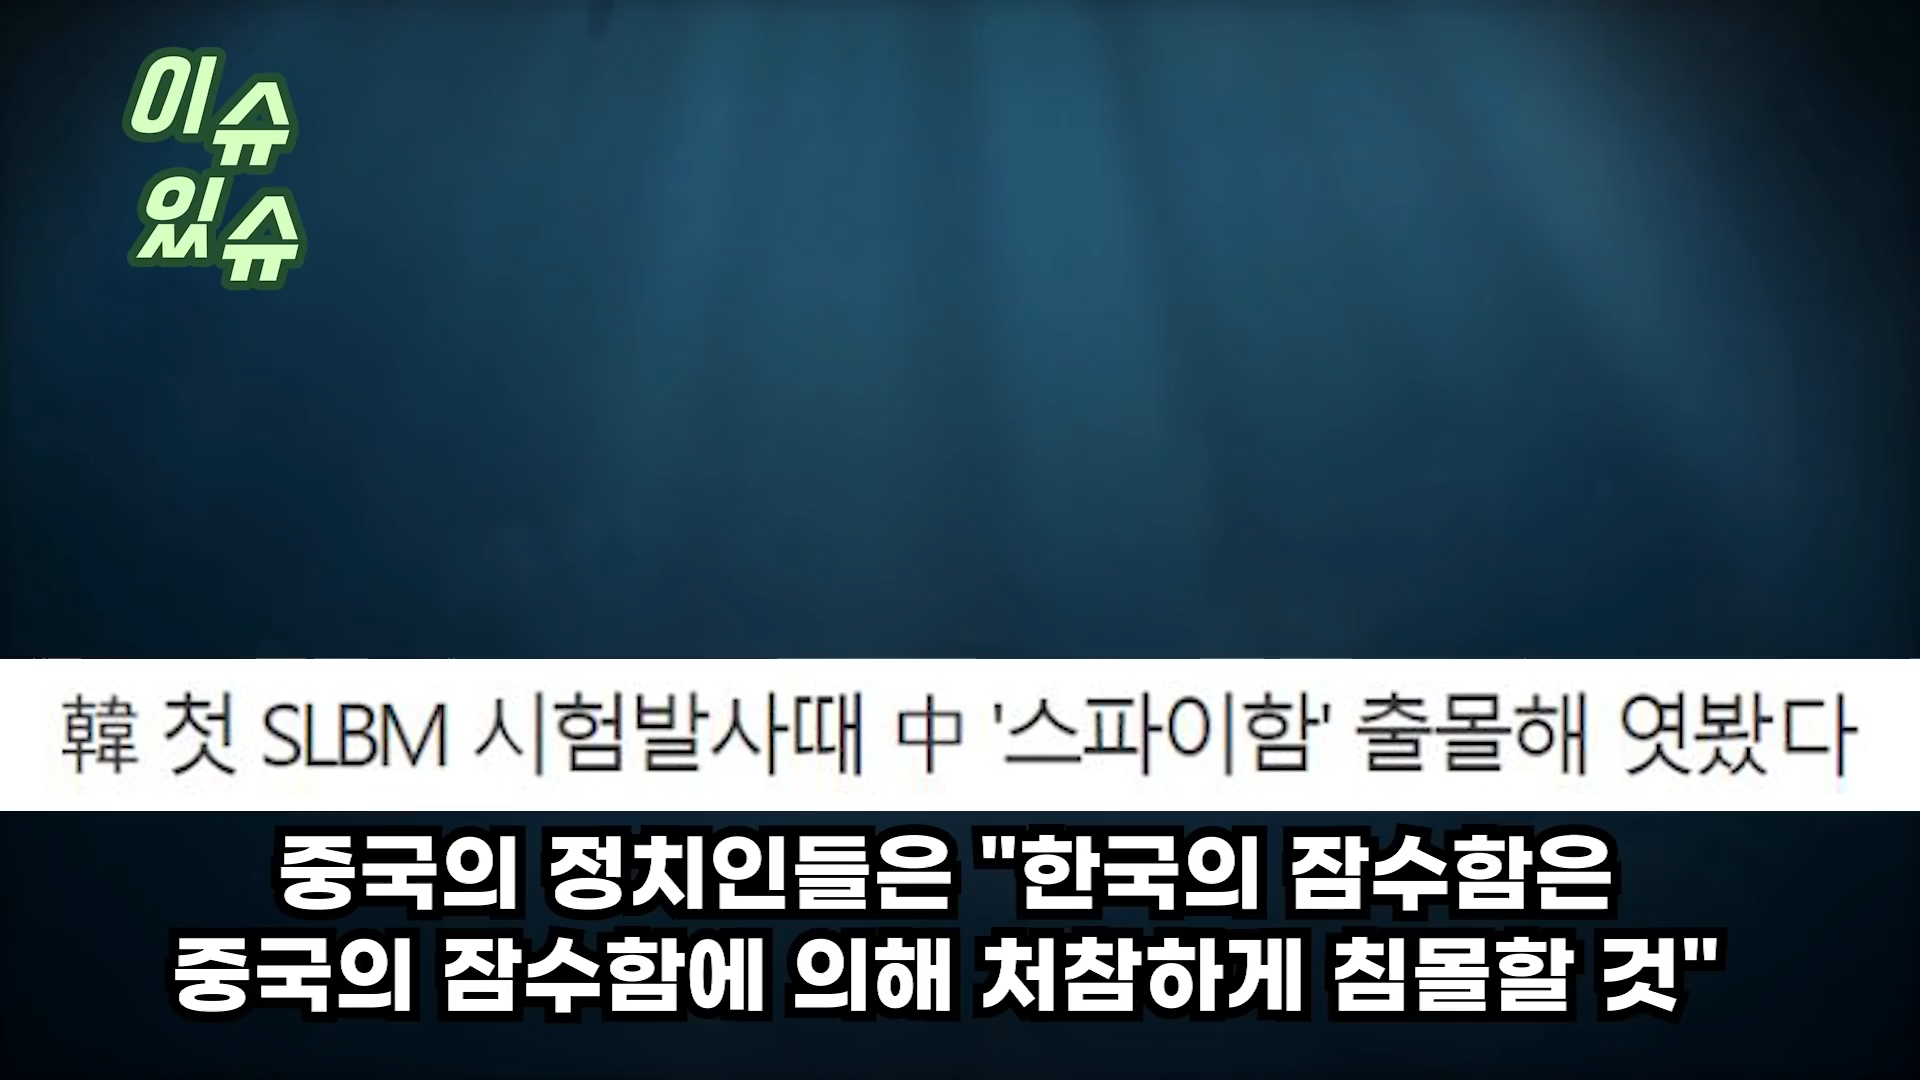 이슈
있슈
韓 첫 SLBM 시험발사때 中 '스파이함' 출몰해 엿봤다
중국의 정치인들은 "한국의 잠수함은
중국의 잠수함에 의해 처참하게 침몰할 것"